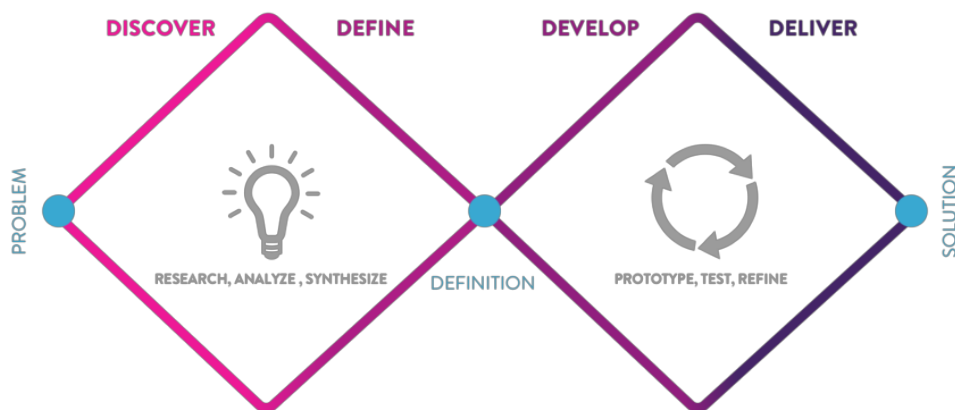 DISCOVER
DEFINE
DEVELOP
DELIVER
PROBLEM
RESEARCH, ANALYZE , SYNTHESIZE
DEFINITION
PROTOTYPE, TEST, REFINE
SOLUTION